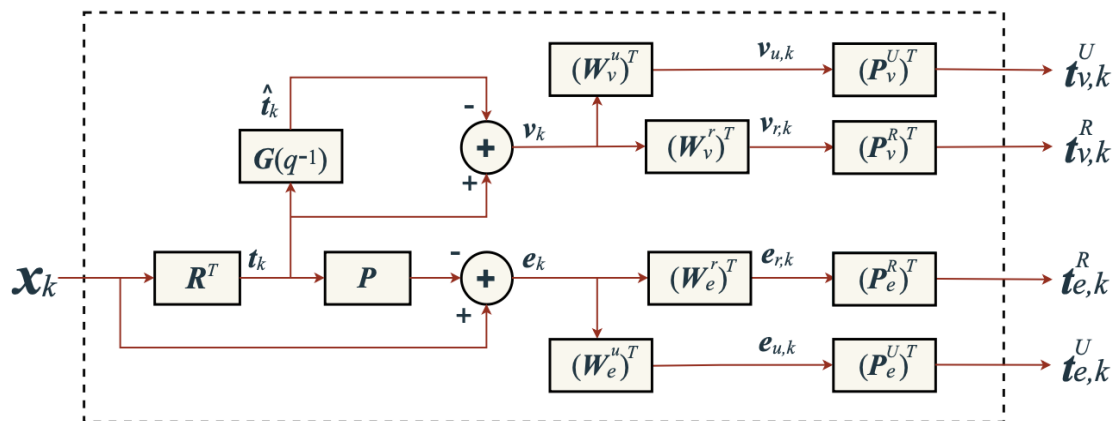 (W_v^u)^T v_{u,k} (P_v^U)^T t_{v,k}^U
t̂_k -
+ v_k (W_v^r)^T v_{r,k} (P_v^R)^T t_{v,k}^R
G(q^{-1})
+
x_k R^T t_k P - + e_k (W_e^r)^T e_{r,k} (P_e^R)^T t_{e,k}^R
+
(W_e^u)^T e_{u,k} (P_e^U)^T t_{e,k}^U